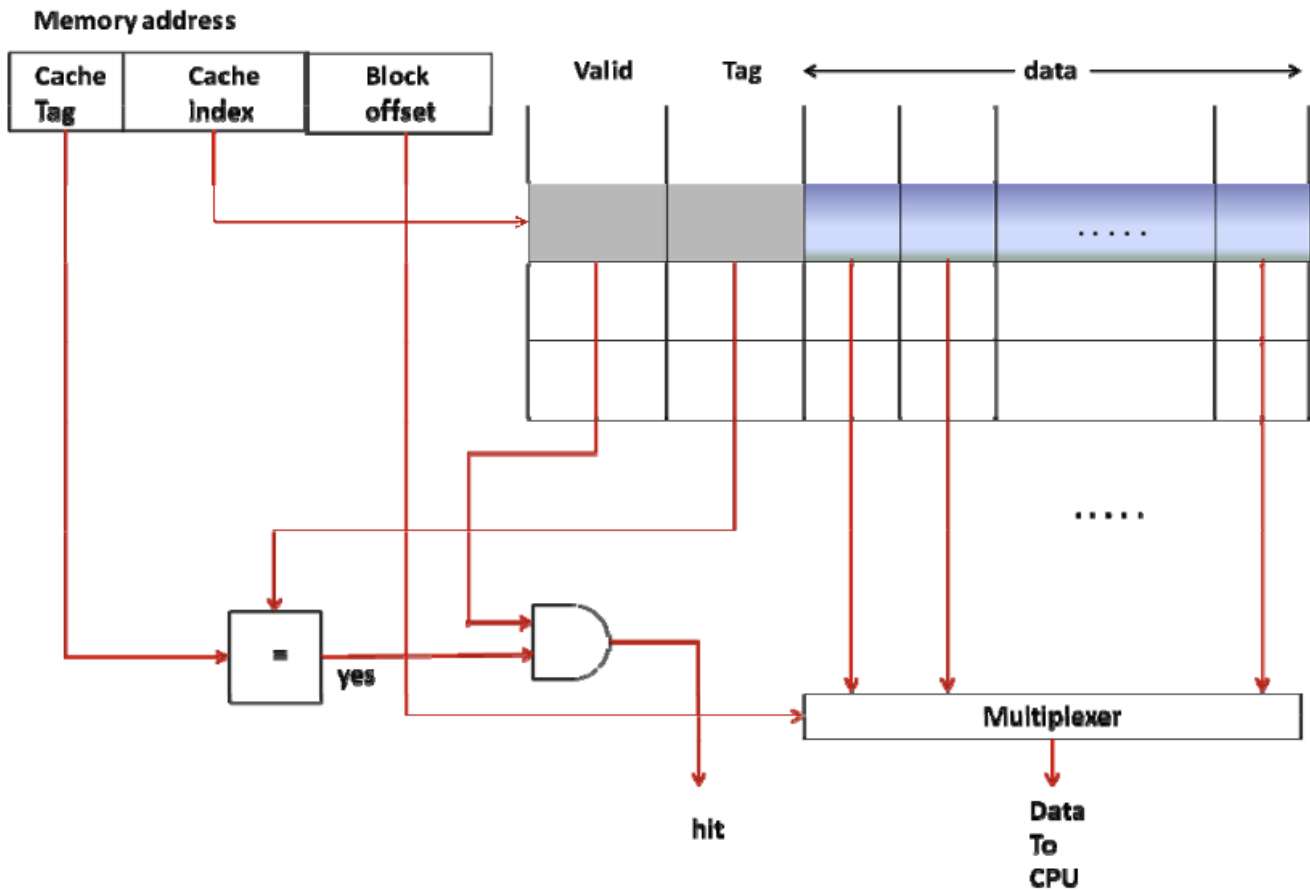 Memory address
Cache Tag
Cache Index
Block offset
Valid
Tag
data
.....
.....
=
yes
Multiplexer
hit
Data
To
CPU